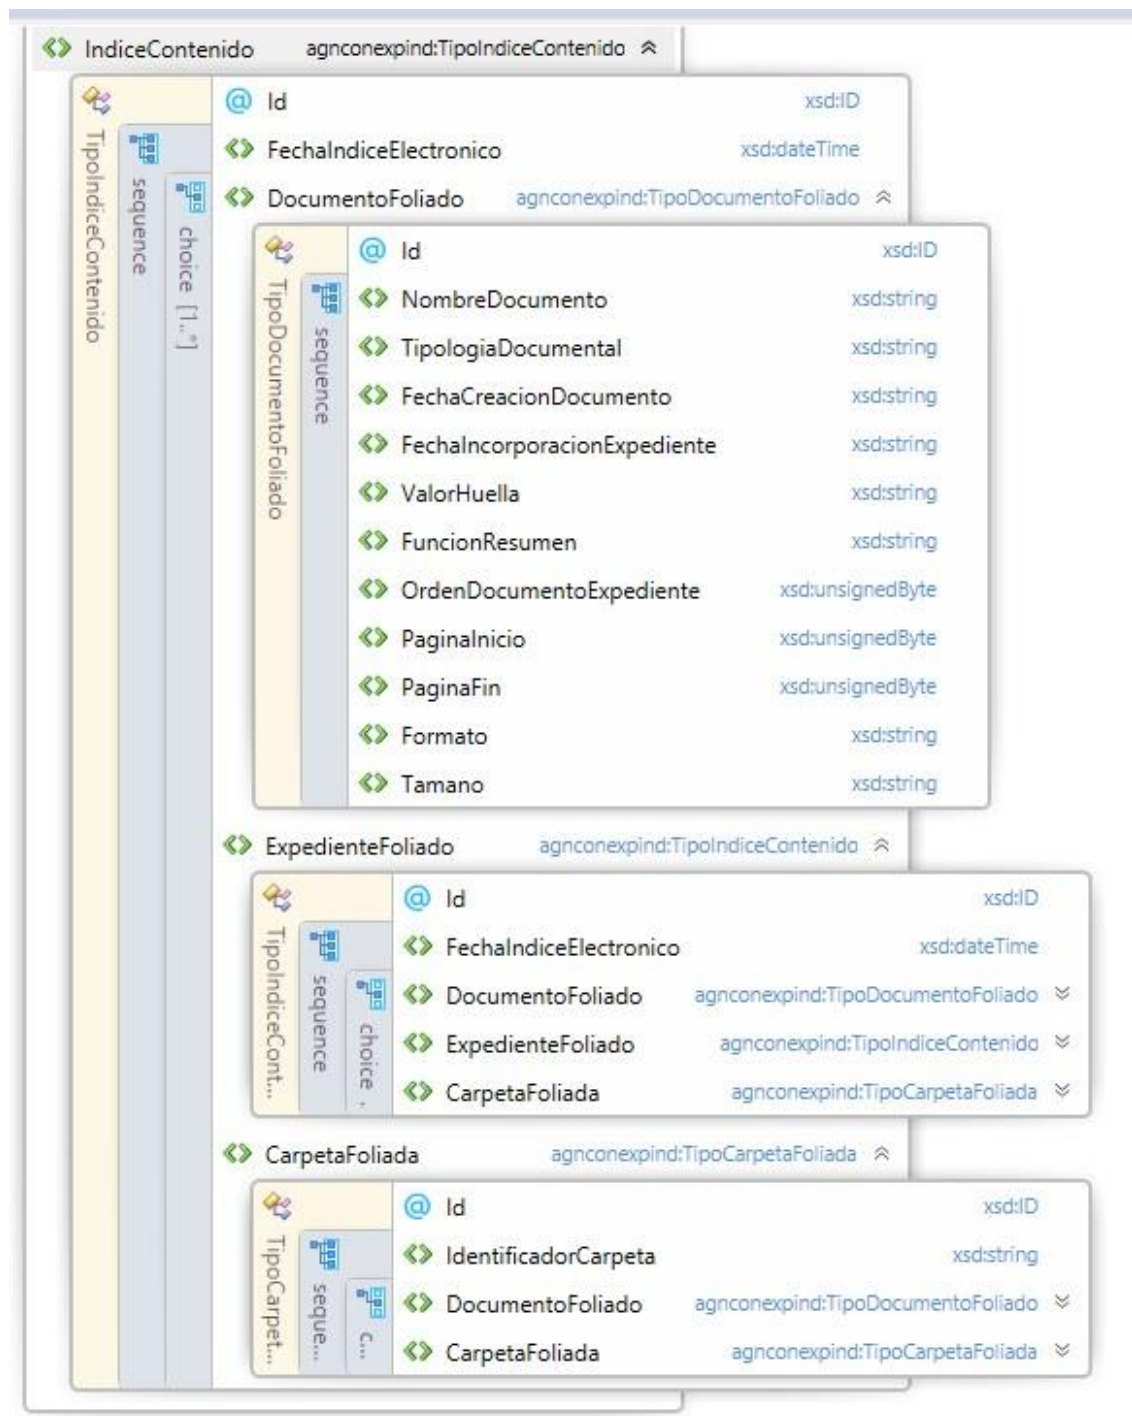 IndiceContenido agnconexpind:TipoIndiceContenido
TipoIndiceContenido
sequence
choice [1..*]
Id xsd:ID
FechaIndiceElectronico xsd:dateTime
DocumentoFoliado agnconexpind:TipoDocumentoFoliado
TipoDocumentoFoliado
sequence
Id xsd:ID
NombreDocumento xsd:string
TipologiaDocumental xsd:string
FechaCreacionDocumento xsd:string
FechaIncorporacionExpediente xsd:string
ValorHuella xsd:string
FuncionResumen xsd:string
OrdenDocumentoExpediente xsd:unsignedByte
PaginaInicio xsd:unsignedByte
PaginaFin xsd:unsignedByte
Formato xsd:string
Tamano xsd:string
ExpedienteFoliado agnconexpind:TipoIndiceContenido
TipoIndiceCont...
sequence
choice .
Id xsd:ID
FechaIndiceElectronico xsd:dateTime
DocumentoFoliado agnconexpind:TipoDocumentoFoliado
ExpedienteFoliado agnconexpind:TipoIndiceContenido
CarpetaFoliada agnconexpind:TipoCarpetaFoliada
CarpetaFoliada agnconexpind:TipoCarpetaFoliada
TipoCarpet...
seque...
c...
Id xsd:ID
IdentificadorCarpeta xsd:string
DocumentoFoliado agnconexpind:TipoDocumentoFoliado
CarpetaFoliada agnconexpind:TipoCarpetaFoliada